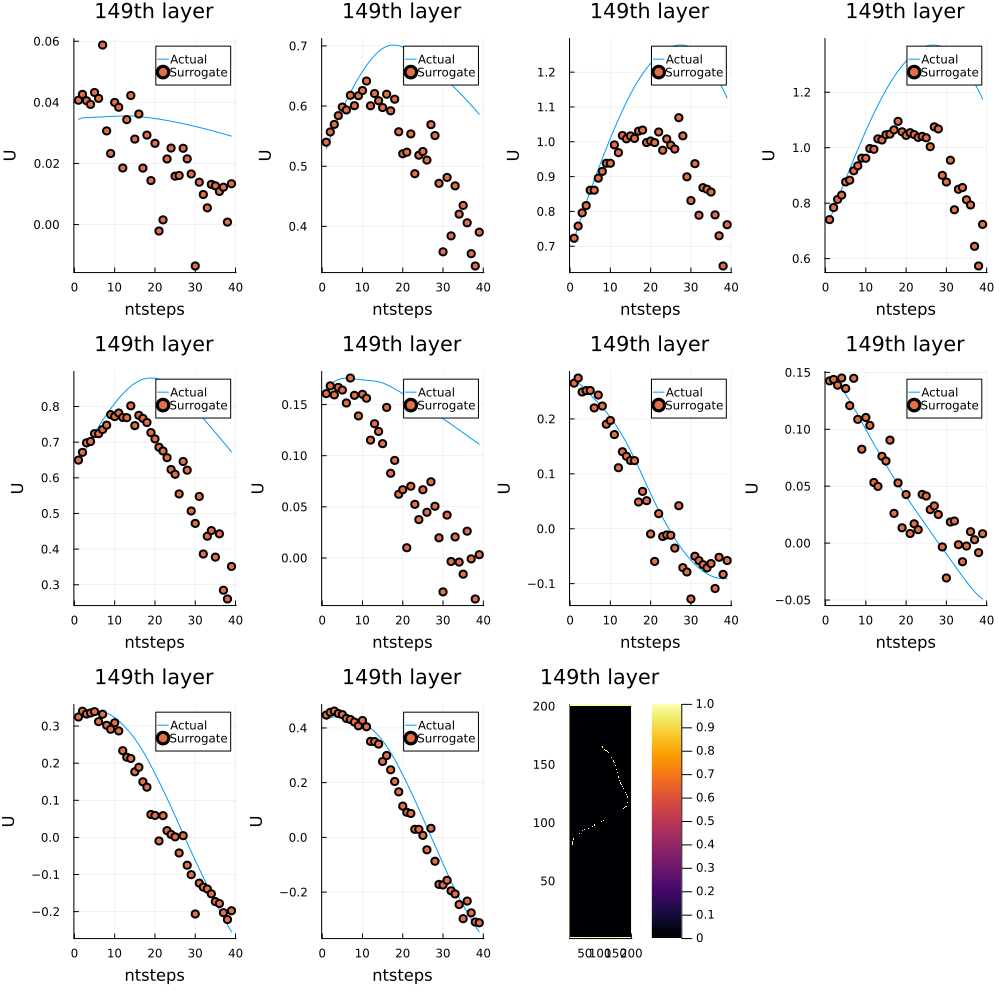 149th layer 149th layer 149th layer 149th layer
U 0.06 0.04 0.02 0.00 Actual Surrogate
0 10 20 30 40
ntsteps
U 0.7 0.6 0.5 0.4 Actual Surrogate
0 10 20 30 40
ntsteps
U 1.2 1.1 1.0 0.9 0.8 0.7 Actual Surrogate
0 10 20 30 40
ntsteps
U 1.2 1.0 0.8 0.6 Actual Surrogate
0 10 20 30 40
ntsteps
149th layer 149th layer 149th layer 149th layer
U 0.8 0.7 0.6 0.5 0.4 0.3 Actual Surrogate
0 10 20 30 40
ntsteps
U 0.15 0.10 0.05 0.00 Actual Surrogate
0 10 20 30 40
ntsteps
U 0.2 0.1 0.0 −0.1 Actual Surrogate
0 10 20 30 40
ntsteps
U 0.15 0.10 0.05 0.00 −0.05 Actual Surrogate
0 10 20 30 40
ntsteps
149th layer 149th layer 149th layer
U 0.3 0.2 0.1 0.0 −0.1 −0.2 Actual Surrogate
0 10 20 30 40
ntsteps
U 0.4 0.2 0.0 −0.2 Actual Surrogate
0 10 20 30 40
ntsteps
200 150 100 50
50 100 150 200
1.0 0.9 0.8 0.7 0.6 0.5 0.4 0.3 0.2 0.1 0